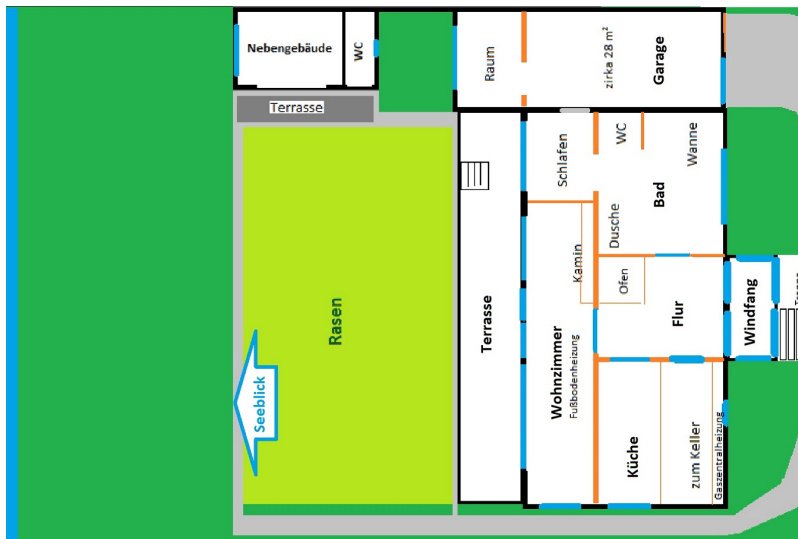 Nebengebäude
WC
Terrasse
Raum
zirka 28 m²
Garage
Schlafen
WC
Wanne
Bad
Dusche
Kamin
Ofen
Flur
Windfang
Rasen
Terrasse
Wohnzimmer
Fußbodenheizung
Seeblick
Küche
zum Keller
Gaszentralheizung